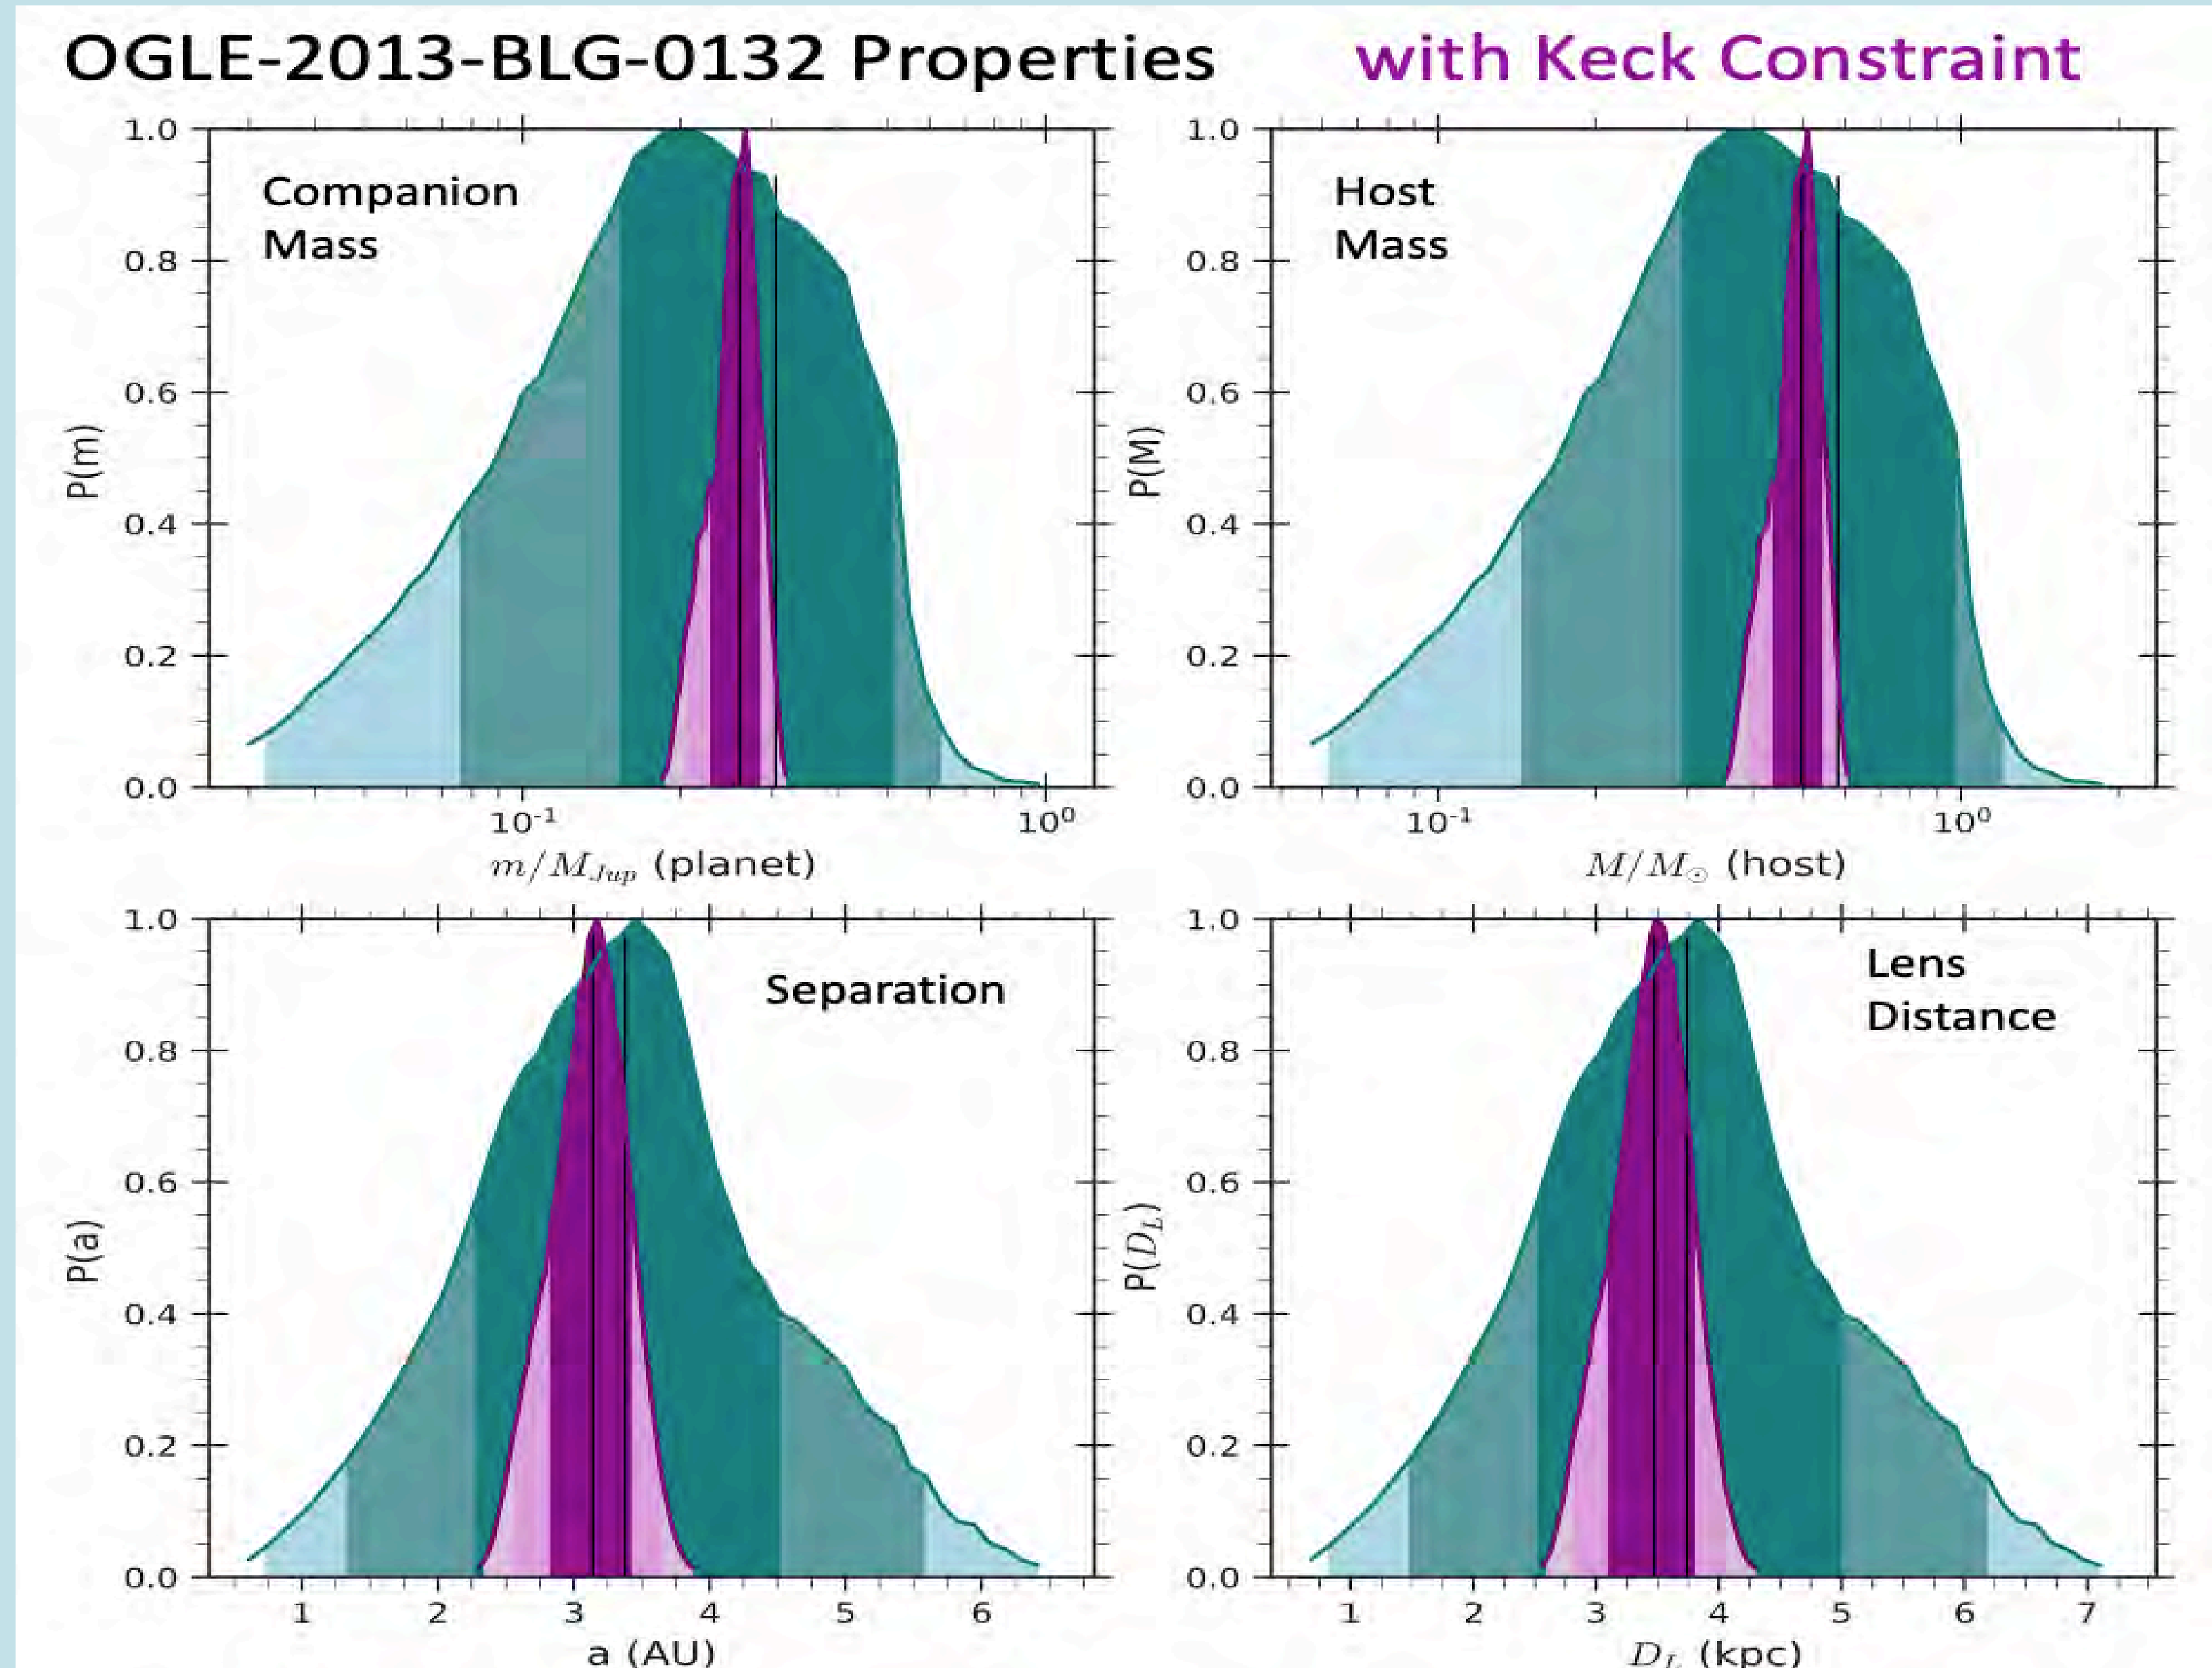 OGLE-2013-BLG-0132 Properties with Keck Constraint
Companion
Mass
P(m)
1.0
0.8
0.6
0.4
0.2
0.0
10⁻¹ 10⁰
m/M_Jup (planet)
Host
Mass
P(M)
1.0
0.8
0.6
0.4
0.2
0.0
10⁻¹ 10⁰
M/M_☉ (host)
Separation
P(a)
1.0
0.8
0.6
0.4
0.2
0.0
1 2 3 4 5 6
a (AU)
Lens
Distance
P(D_L)
1.0
0.8
0.6
0.4
0.2
0.0
1 2 3 4 5 6 7
D_L (kpc)